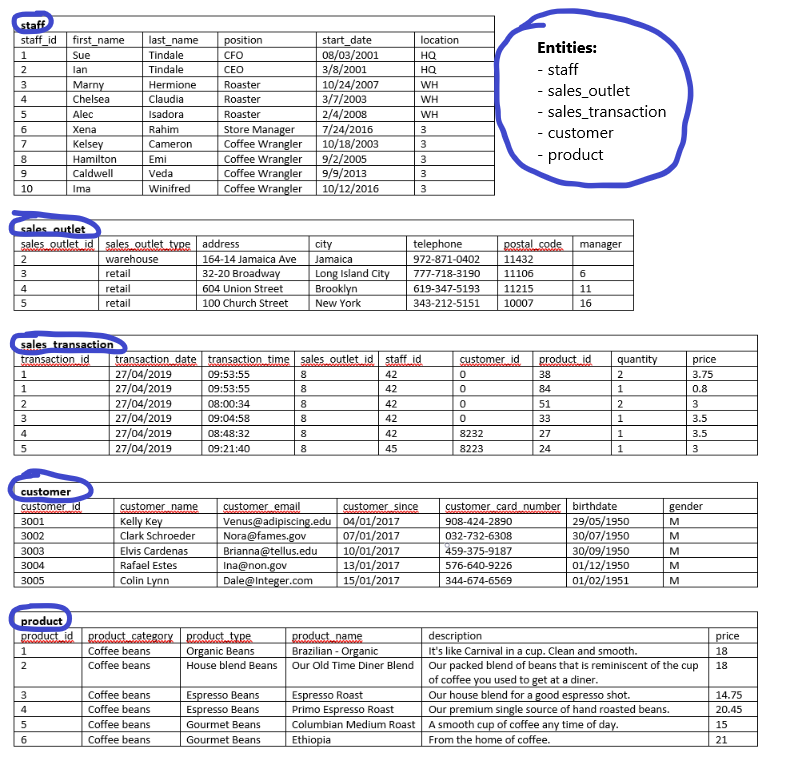 staff
staff_id first_name last_name position start_date location
1 Sue Tindale CFO 08/03/2001 HQ
2 Ian Tindale CEO 3/8/2001 HQ
3 Marny Hermione Roaster 10/24/2007 WH
4 Chelsea Claudia Roaster 3/7/2003 WH
5 Alec Isadora Roaster 2/4/2008 WH
6 Xena Rahim Store Manager 7/24/2016 3
7 Kelsey Cameron Coffee Wrangler 10/18/2003 3
8 Hamilton Emi Coffee Wrangler 9/2/2005 3
9 Caldwell Veda Coffee Wrangler 9/9/2013 3
10 Ima Winifred Coffee Wrangler 10/12/2016 3
Entities:
- staff
- sales_outlet
- sales_transaction
- customer
- product
sales_outlet
sales_outlet_id sales_outlet_type address city telephone postal_code manager
2 warehouse 164-14 Jamaica Ave Jamaica 972-871-0402 11432
3 retail 32-20 Broadway Long Island City 777-718-3190 11106 6
4 retail 604 Union Street Brooklyn 619-347-5193 11215 11
5 retail 100 Church Street New York 343-212-5151 10007 16
sales_transaction
transaction_id transaction_date transaction_time sales_outlet_id staff_id customer_id product_id quantity price
1 27/04/2019 09:53:55 8 42 0 38 2 3.75
1 27/04/2019 09:53:55 8 42 0 84 1 0.8
2 27/04/2019 08:00:34 8 42 0 51 2 3
3 27/04/2019 09:04:58 8 42 0 33 1 3.5
4 27/04/2019 08:48:32 8 42 8232 27 1 3.5
5 27/04/2019 09:21:40 8 45 8223 24 1 3
customer
customer_id customer_name customer_email customer_since customer_card_number birthdate gender
3001 Kelly Key Venus@adipiscing.edu 04/01/2017 908-424-2890 29/05/1950 M
3002 Clark Schroeder Nora@fames.gov 07/01/2017 032-732-6308 30/07/1950 M
3003 Elvis Cardenas Brianna@tellus.edu 10/01/2017 459-375-9187 30/09/1950 M
3004 Rafael Estes Ina@non.gov 13/01/2017 576-640-9226 01/12/1950 M
3005 Colin Lynn Dale@Integer.com 15/01/2017 344-674-6569 01/02/1951 M
product
product_id product_category product_type product_name description price
1 Coffee beans Organic Beans Brazilian - Organic It's like Carnival in a cup. Clean and smooth. 18
2 Coffee beans House blend Beans Our Old Time Diner Blend Our packed blend of beans that is reminiscent of the cup 18
of coffee you used to get at a diner.
3 Coffee beans Espresso Beans Espresso Roast Our house blend for a good espresso shot. 14.75
4 Coffee beans Espresso Beans Primo Espresso Roast Our premium single source of hand roasted beans. 20.45
5 Coffee beans Gourmet Beans Columbian Medium Roast A smooth cup of coffee any time of day. 15
6 Coffee beans Gourmet Beans Ethiopia From the home of coffee. 21